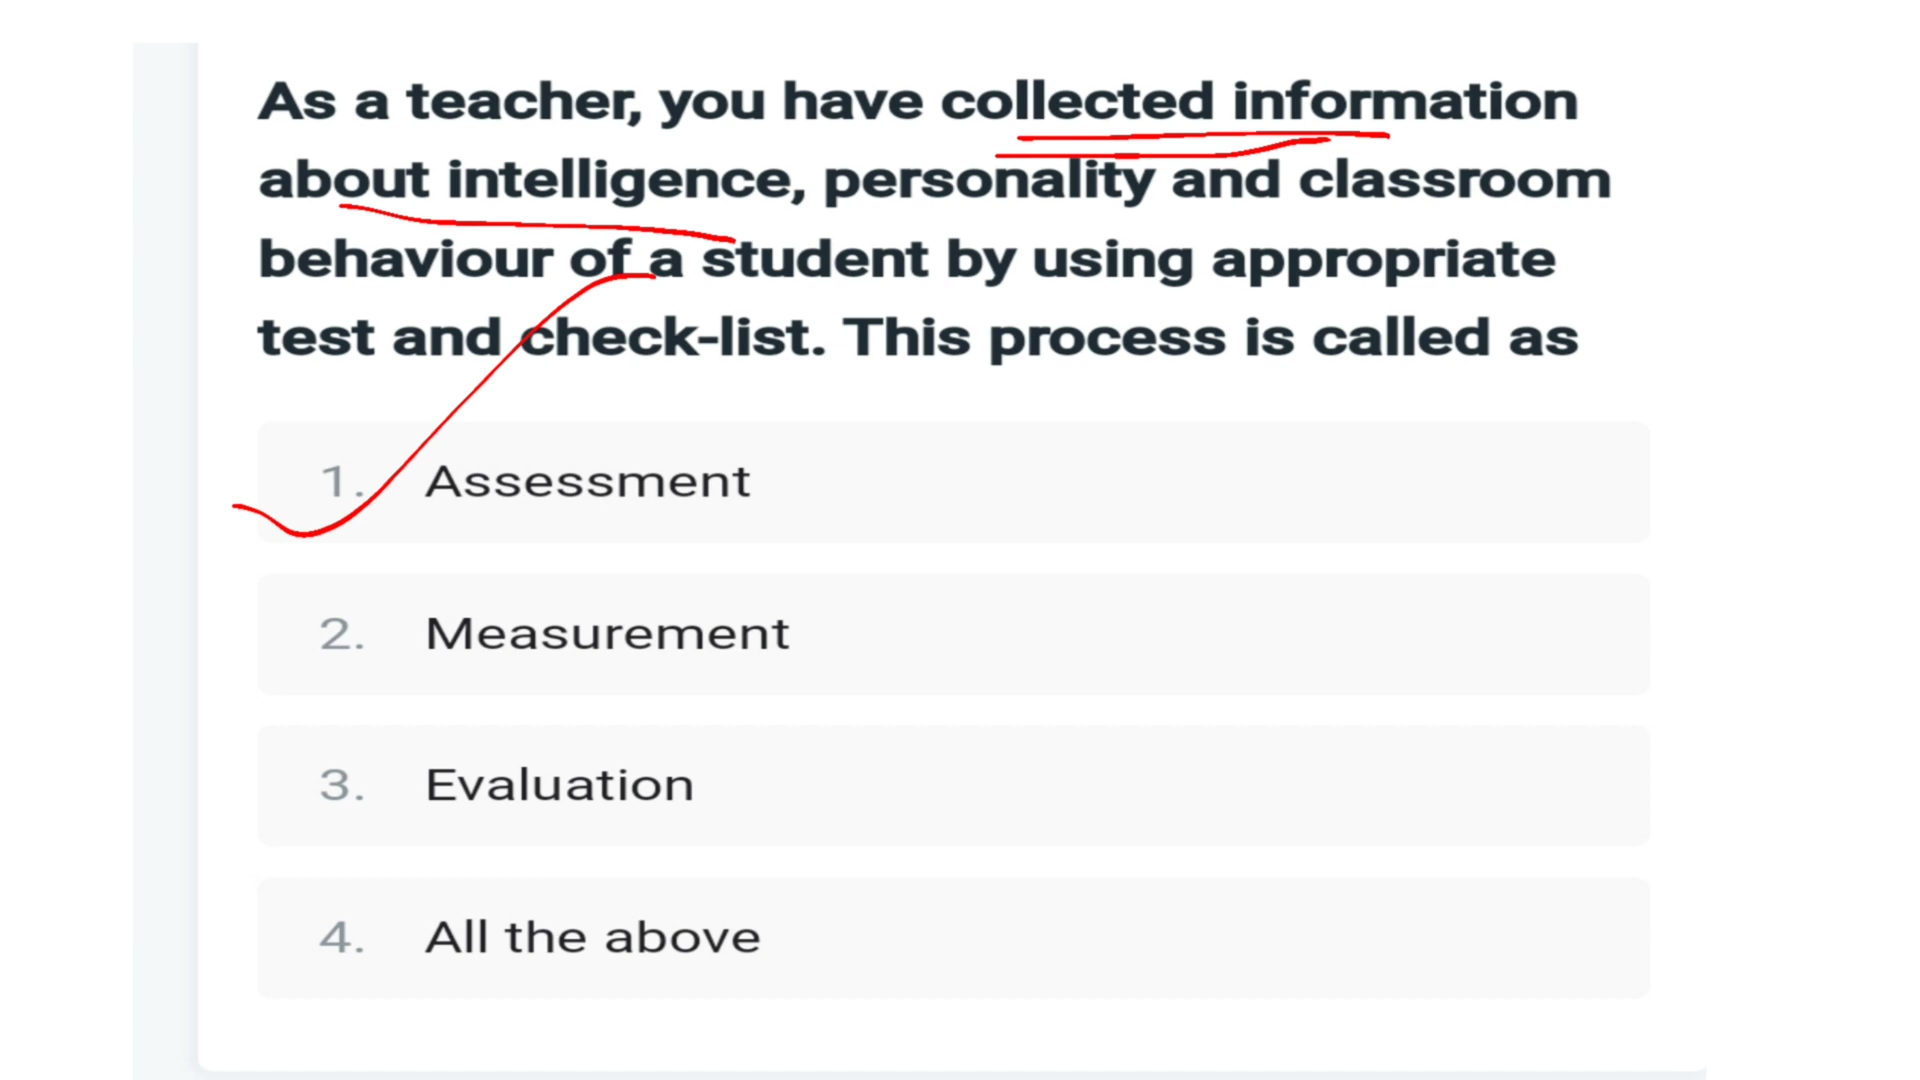 As a teacher, you have collected information
about intelligence, personality and classroom
behaviour of a student by using appropriate
test and check-list. This process is called as
1. Assessment
2. Measurement
3. Evaluation
4. All the above